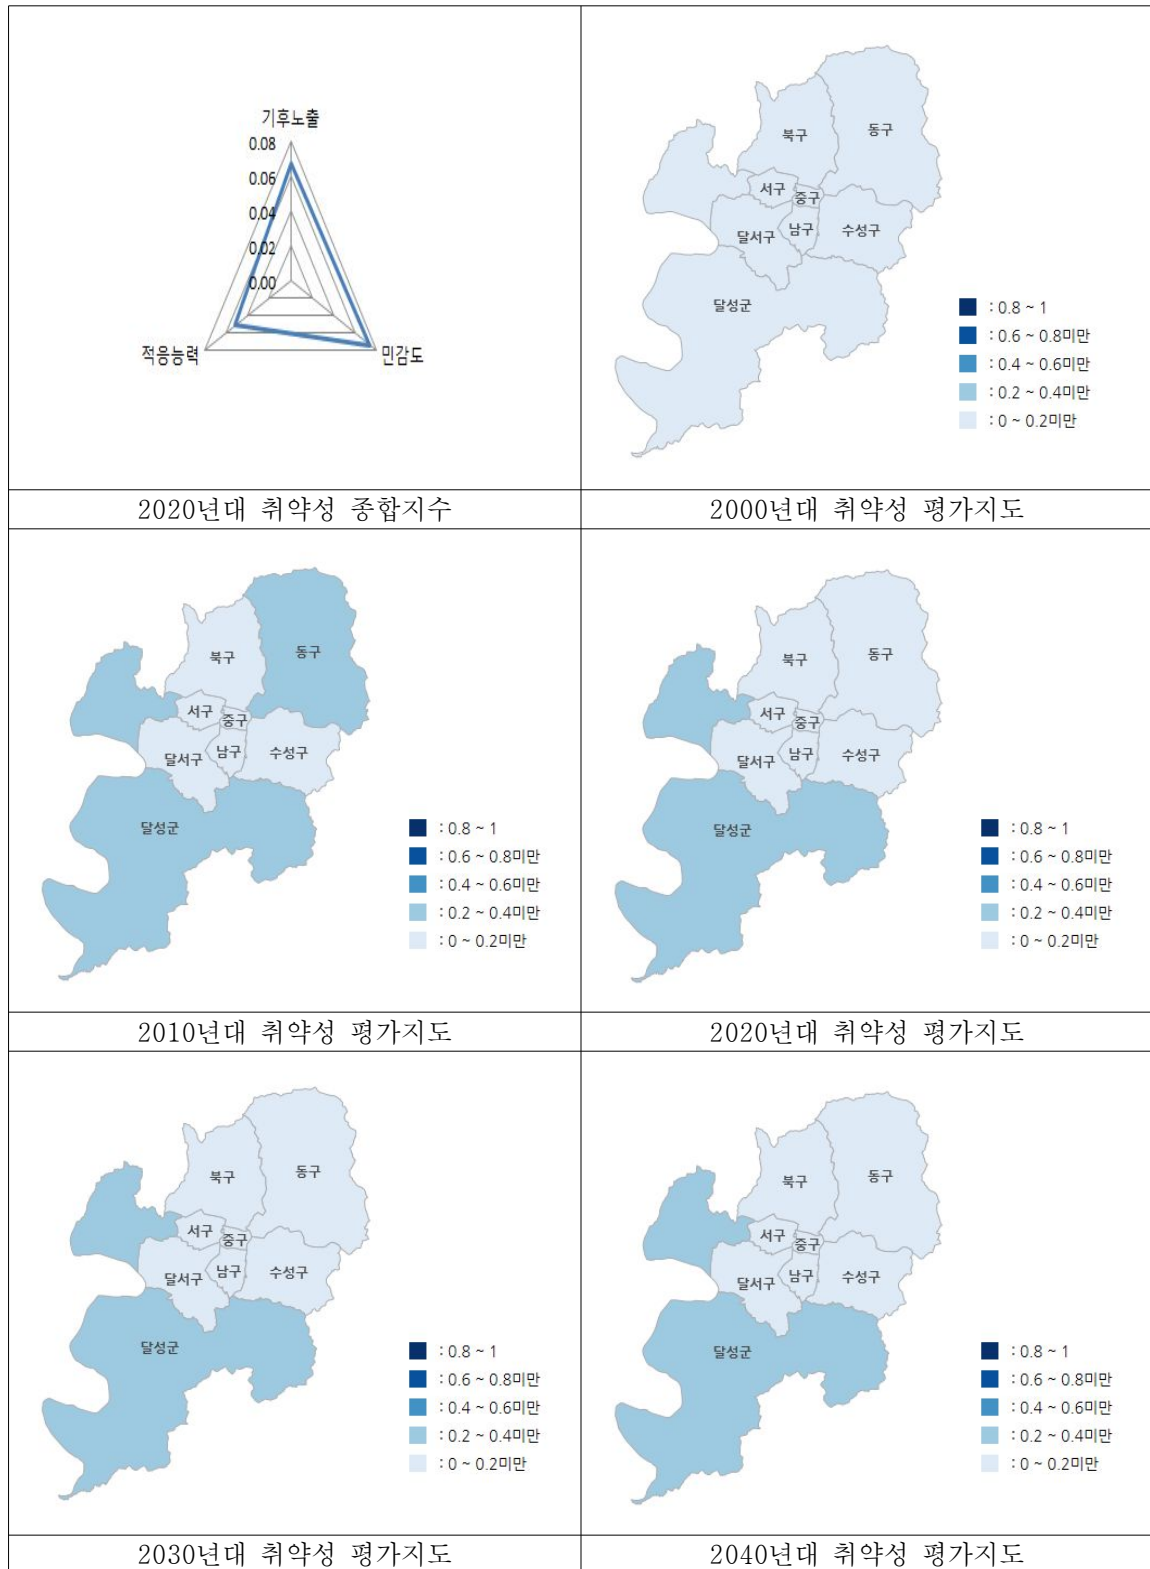 기후노출
0.08
0.06
0.04
0.02
0.00
적응능력
민감도
북구
동구
서구
중구
달서구
남구
수성구
달성군
: 0.8 ~ 1
: 0.6 ~ 0.8미만
: 0.4 ~ 0.6미만
: 0.2 ~ 0.4미만
: 0 ~ 0.2미만
2020년대 취약성 종합지수
2000년대 취약성 평가지도
북구
동구
서구
중구
달서구
남구
수성구
달성군
: 0.8 ~ 1
: 0.6 ~ 0.8미만
: 0.4 ~ 0.6미만
: 0.2 ~ 0.4미만
: 0 ~ 0.2미만
북구
동구
서구
중구
달서구
남구
수성구
달성군
: 0.8 ~ 1
: 0.6 ~ 0.8미만
: 0.4 ~ 0.6미만
: 0.2 ~ 0.4미만
: 0 ~ 0.2미만
2010년대 취약성 평가지도
2020년대 취약성 평가지도
북구
동구
서구
중구
달서구
남구
수성구
달성군
: 0.8 ~ 1
: 0.6 ~ 0.8미만
: 0.4 ~ 0.6미만
: 0.2 ~ 0.4미만
: 0 ~ 0.2미만
북구
동구
서구
중구
달서구
남구
수성구
달성군
: 0.8 ~ 1
: 0.6 ~ 0.8미만
: 0.4 ~ 0.6미만
: 0.2 ~ 0.4미만
: 0 ~ 0.2미만
2030년대 취약성 평가지도
2040년대 취약성 평가지도